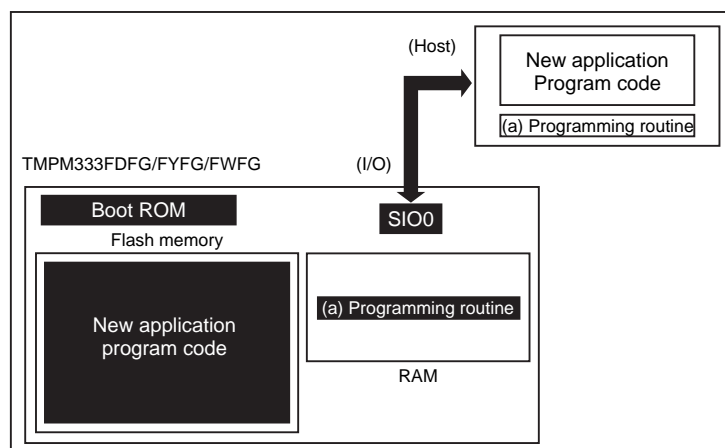 (Host)
New application
Program code
(a) Programming routine
TMPM333FDFG/FYFG/FWFG
(I/O)
Boot ROM
SIO0
Flash memory
New application
program code
(a) Programming routine
RAM